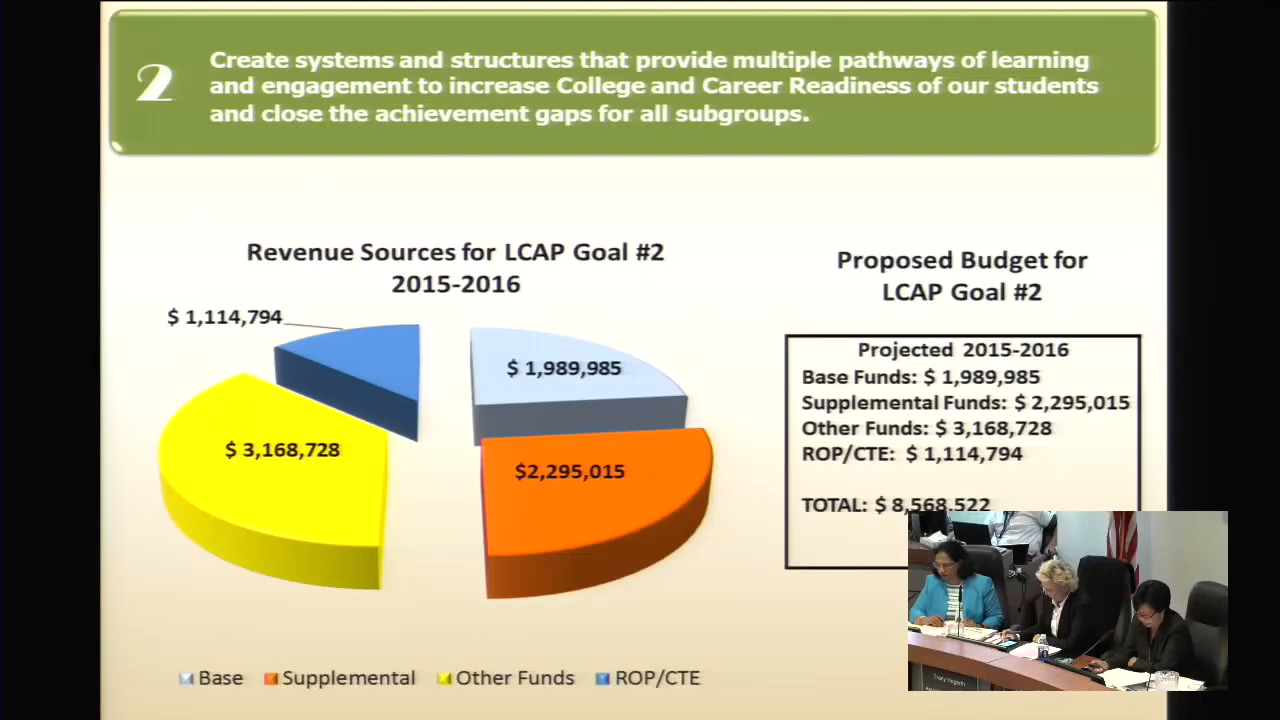 2
Create systems and structures that provide multiple pathways of learning
and engagement to increase College and Career Readiness of our students
and close the achievement gaps for all subgroups.
Revenue Sources for LCAP Goal #2
2015-2016
$ 1,114,794
$ 1,989,985
$ 3,168,728
$2,295,015
Base
Supplemental
Other Funds
ROP/CTE
Proposed Budget for
LCAP Goal #2
Projected 2015-2016
Base Funds: $ 1,989,985
Supplemental Funds: $ 2,295,015
Other Funds: $ 3,168,728
ROP/CTE: $ 1,114,794
TOTAL: $ 8,568,522